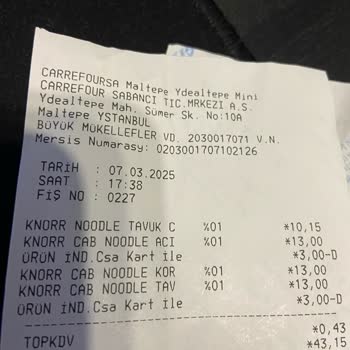 CARREFOURSA Maltepe Ydealtepe Mini
CARREFOUR SABANCI TIC.MRKEZI A.S.
Ydealtepe Mah. Sümer Sk. No:10A
Maltepe YSTANBUL
BÜYÜK MÜKELLEFLER VD. 2030017071 V.N.
Mersis Numarası: 0203001707102126
TARİH : 07.03.2025
SAAT : 17:38
FİŞ NO : 0227
KNORR NOODLE TAVUK C %01 *10,15
KNORR CAB NOODLE ACI %01 *13,00
ÜRÜN İND.Csa Kart İle *3,00-D
KNORR CAB NOODLE KOR %01 *13,00
KNORR CAB NOODLE TAV %01 *13,00
ÜRÜN İND.Csa Kart İle *3,00-D
TOPKDV *0,43
*43,15